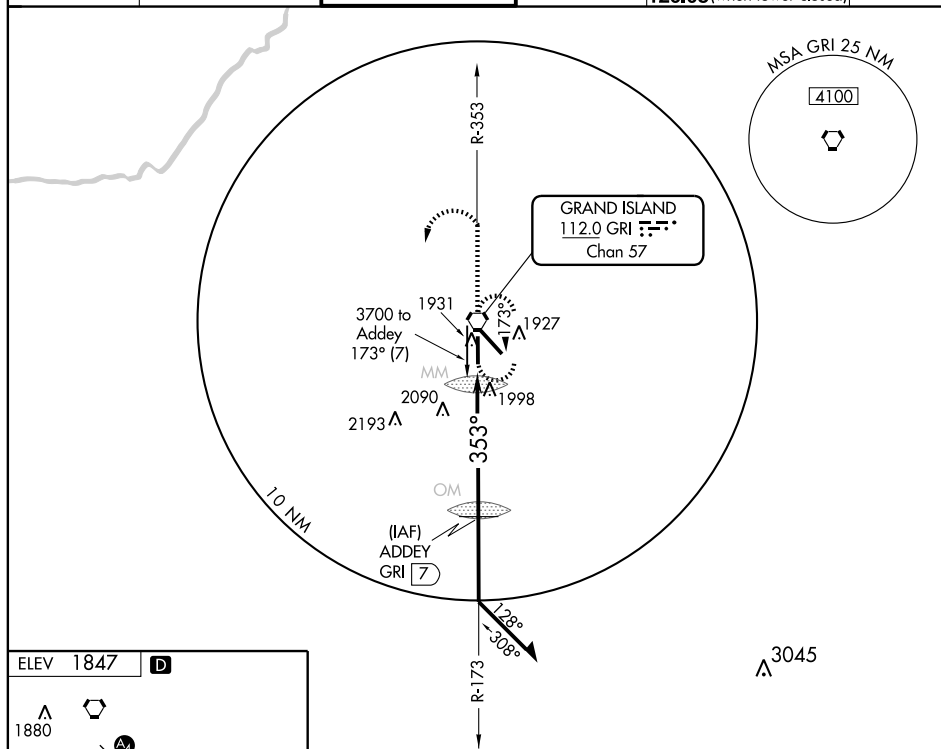 MSA GRI 25 NM
4100
R-353
GRAND ISLAND
112.0 GRI
Chan 57
1931
3700 to
Addey
173° (7)
173°
1927
MM
2090
1998
2193
353°
OM
10 NM
(IAF)
ADDEY
GRI 7
128°
308°
R-173
3045
ELEV 1847 D
1880